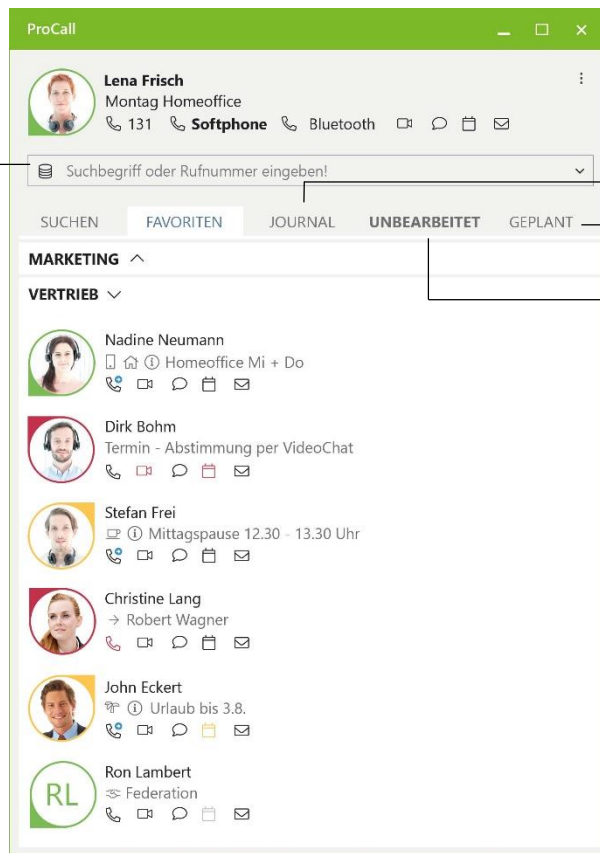 ProCall
Lena Frisch
Montag Homeoffice
131 Softphone Bluetooth
Suchbegriff oder Rufnummer eingeben!
SUCHEN FAVORITEN JOURNAL UNBEARBEITET GEPLANT
MARKETING
VERTRIEB
Nadine Neumann
Homeoffice Mi + Do
Dirk Bohm
Termin - Abstimmung per VideoChat
Stefan Frei
Mittagspause 12.30 - 13.30 Uhr
Christine Lang
→ Robert Wagner
John Eckert
Urlaub bis 3.8.
RL
Ron Lambert
Federation